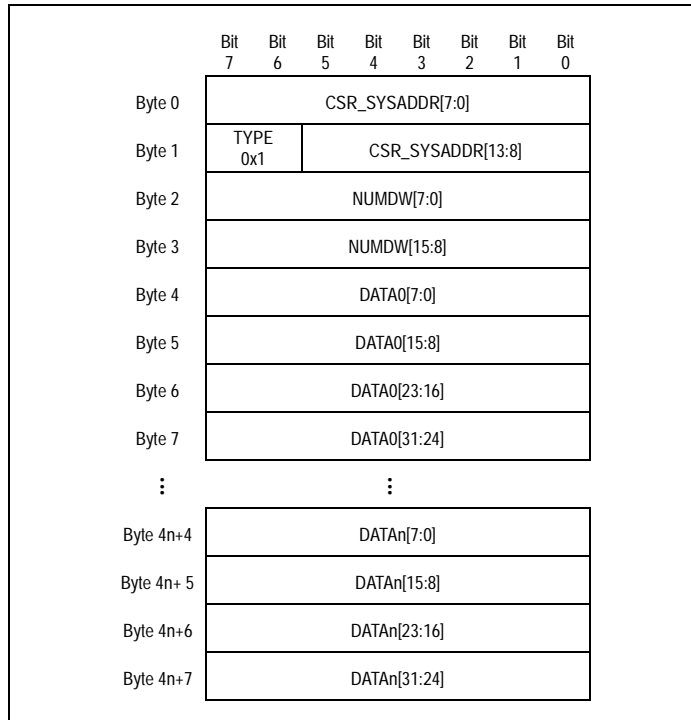 Bit Bit Bit Bit Bit Bit Bit Bit
7 6 5 4 3 2 1 0
Byte 0 CSR_SYSADDR[7:0]
Byte 1 TYPE 0x1 CSR_SYSADDR[13:8]
Byte 2 NUMDW[7:0]
Byte 3 NUMDW[15:8]
Byte 4 DATA0[7:0]
Byte 5 DATA0[15:8]
Byte 6 DATA0[23:16]
Byte 7 DATA0[31:24]
⋮ ⋮
Byte 4n+4 DATAn[7:0]
Byte 4n+ 5 DATAn[15:8]
Byte 4n+6 DATAn[23:16]
Byte 4n+7 DATAn[31:24]